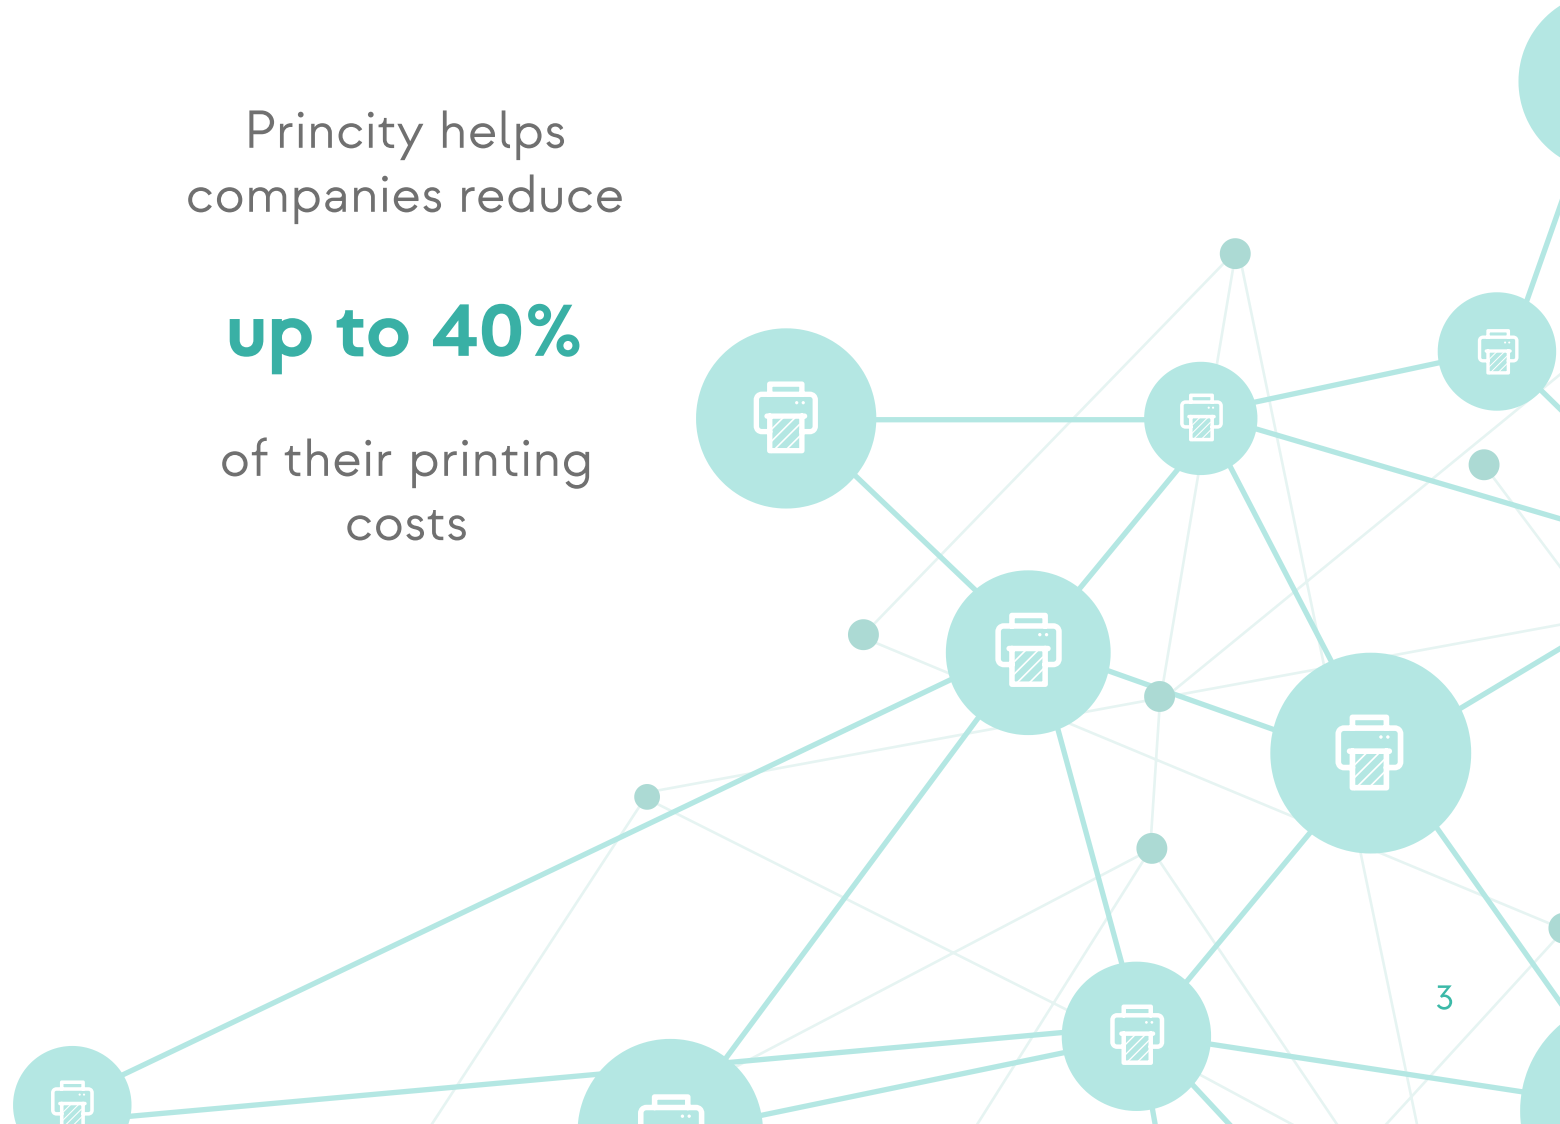 Princity helps
companies reduce
up to 40%
of their printing
costs
3